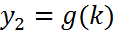 y₂ = g(k)